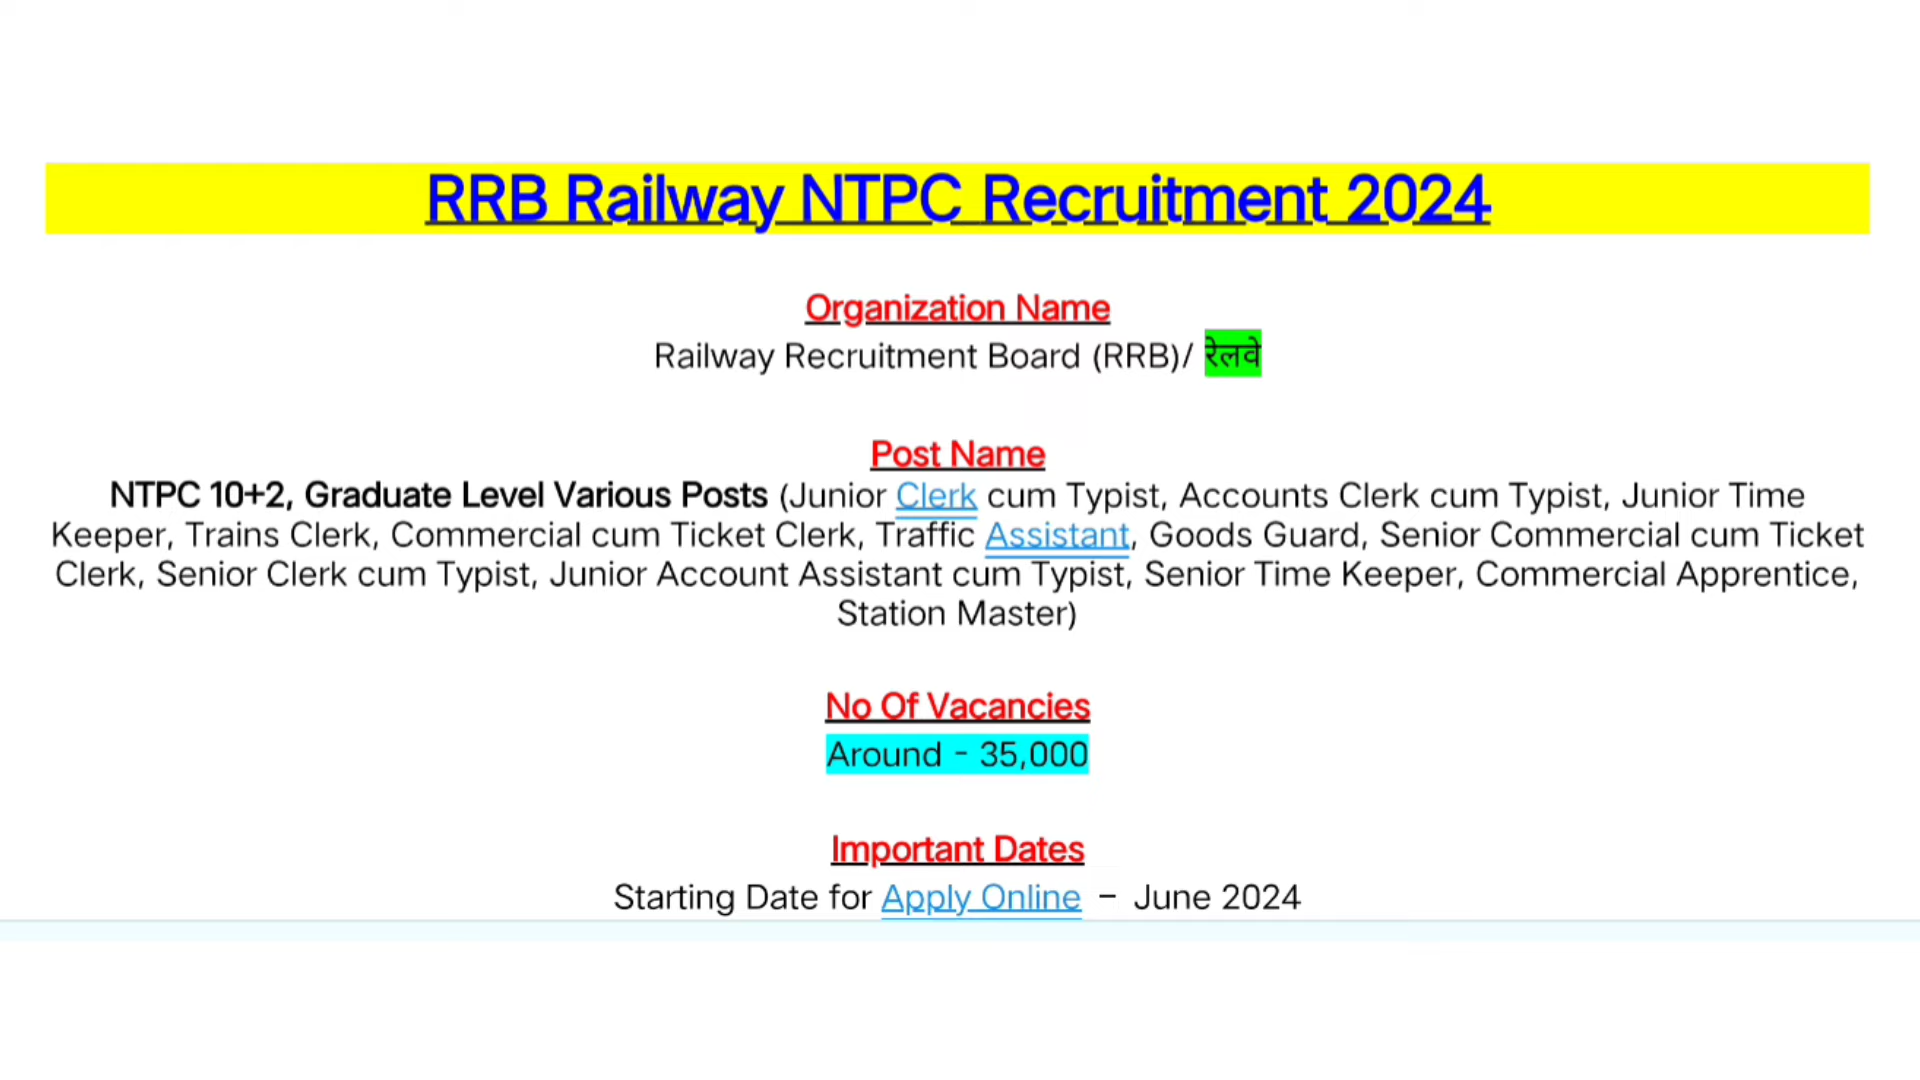 RRB Railway NTPC Recruitment 2024
Organization Name
Railway Recruitment Board (RRB)/ रेलवे
Post Name
NTPC 10+2, Graduate Level Various Posts (Junior Clerk cum Typist, Accounts Clerk cum Typist, Junior Time
Keeper, Trains Clerk, Commercial cum Ticket Clerk, Traffic Assistant, Goods Guard, Senior Commercial cum Ticket
Clerk, Senior Clerk cum Typist, Junior Account Assistant cum Typist, Senior Time Keeper, Commercial Apprentice,
Station Master)
No Of Vacancies
Around - 35,000
Important Dates
Starting Date for Apply Online – June 2024